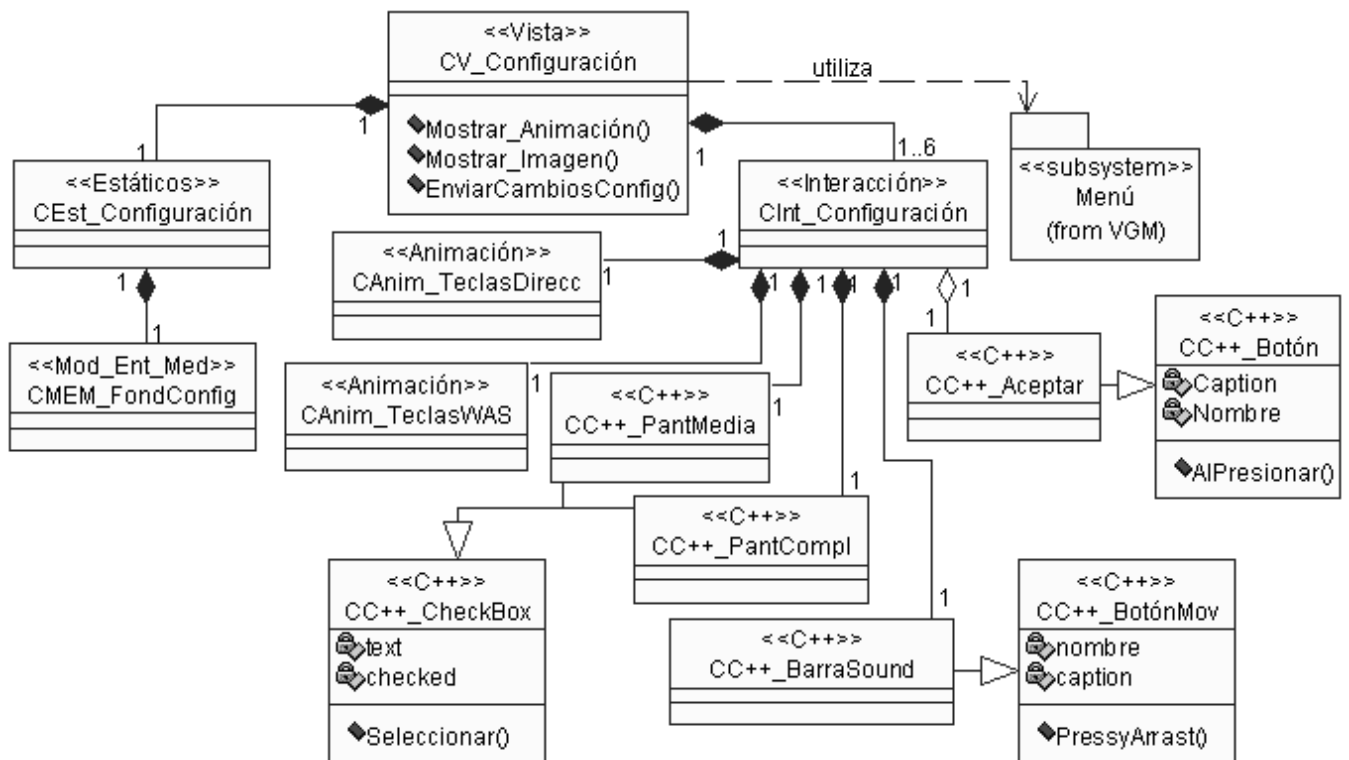 <<Vista>>
CV_Configuración
Mostrar_Animación()
Mostrar_Imagen()
EnviarCambiosConfig()
utiliza
1
1
1
1..6
<<subsystem>>
Menú
(from VGM)
<<Estáticos>>
CEst_Configuración
<<Interacción>>
CInt_Configuración
1
1
<<Animación>>
CAnim_TeclasDirecc
1
1
1
1
1
1
1
1
1
<<Mod_Ent_Med>>
CMEM_FondConfig
<<Animación>>
CAnim_TeclasWAS
1
<<C++>>
CC++_PantMedia
1
<<C++>>
CC++_Aceptar
<<C++>>
CC++_Botón
Caption
Nombre
AlPresionar()
<<C++>>
CC++_PantCompl
1
<<C++>>
CC++_CheckBox
text
checked
Seleccionar()
<<C++>>
CC++_BarraSound
1
<<C++>>
CC++_BotónMov
nombre
caption
PressyArrast()